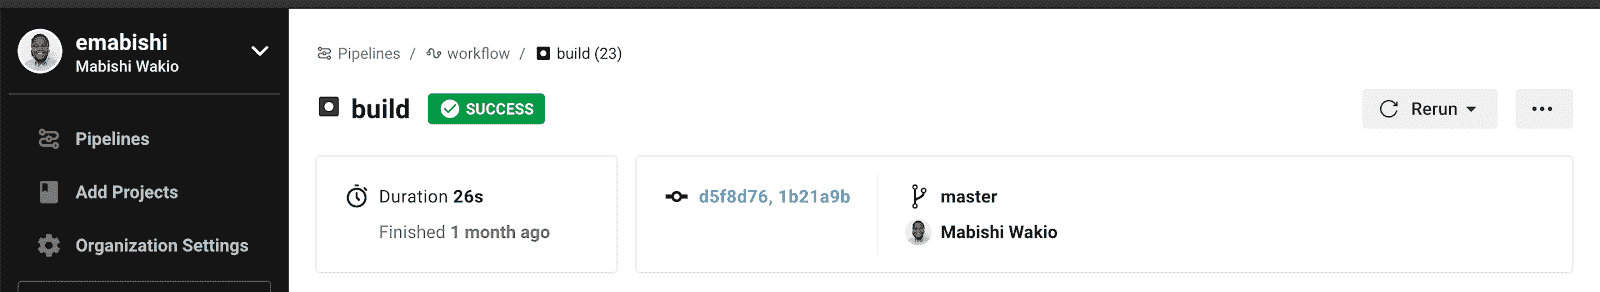 emabishi
Mabishi Wakio
Pipelines
Add Projects
Organization Settings
Pipelines / workflow / build (23)
build SUCCESS
Rerun
Duration 26s
Finished 1 month ago
d5f8d76, 1b21a9b
master
Mabishi Wakio